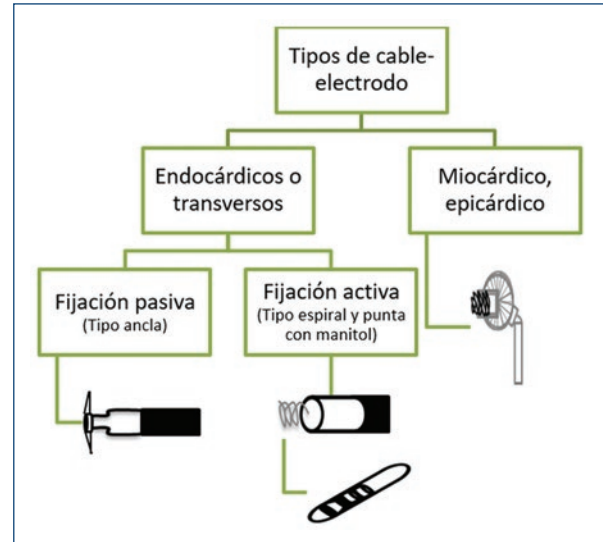 Tipos de cable-
electrodo
Endocárdicos o
transversos
Miocárdico,
epicárdico
Fijación pasiva
(Tipo ancla)
Fijación activa
(Tipo espiral y punta
con manitol)